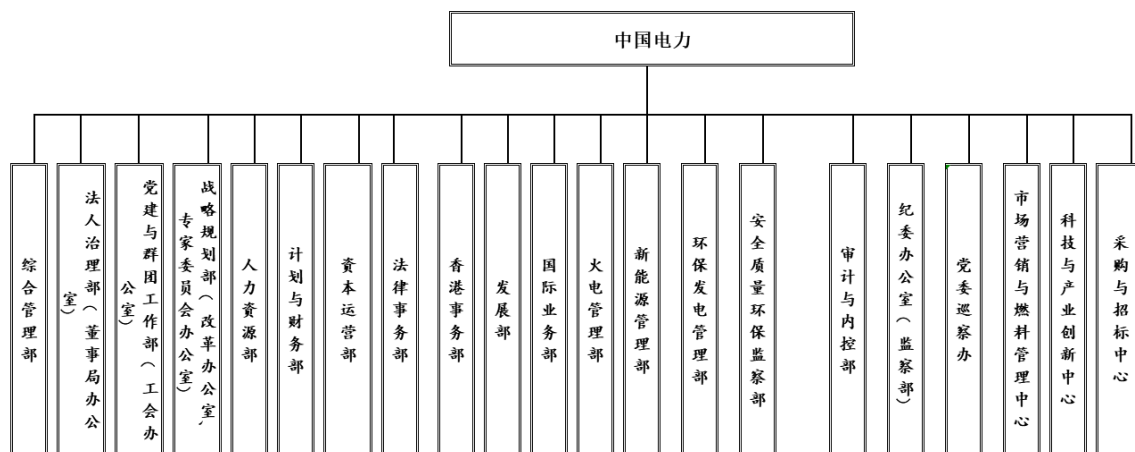 中国电力
综合管理部
法人治理部（董事局办公
室）
党建与群团工作部（工会办
公室）
战略规划部（改革办公室、
专家委员会办公室）
人力资源部
计划与财务部
资本运营部
法律事务部
香港事务部
发展部
国际业务部
火电管理部
新能源管理部
环保发电管理部
安全质量环保监察部
审计与内控部
纪委办公室（监察部）
党委巡察办
市场营销与燃料管理中心
科技与产业创新中心
采购与招标中心